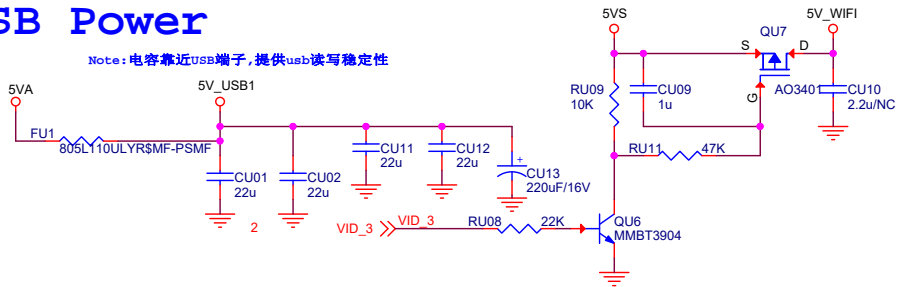 SB Power
Note:电容靠近USB端子,提供usb读写稳定性
5VA
5V_USB1
FU1
805L110ULYR$MF-PSMF
CU01
22u
CU02
22u
CU11
22u
CU12
22u
+
CU13
220uF/16V
2
VID_3
VID_3
RU08
22K
QU6
MMBT3904
5VS
RU09
10K
CU09
1u
RU11
47K
QU7
S
D
G
AO3401
5V_WIFI
CU10
2.2u/NC